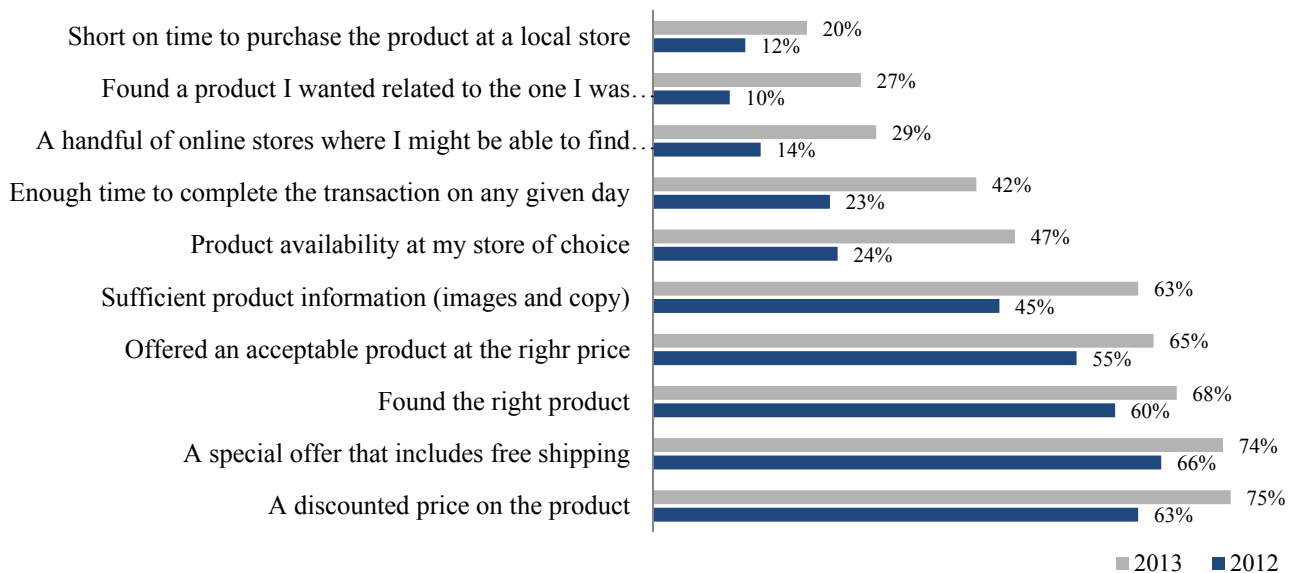 Short on time to purchase the product at a local store
20%
12%
Found a product I wanted related to the one I was…
27%
10%
A handful of online stores where I might be able to find…
29%
14%
Enough time to complete the transaction on any given day
42%
23%
Product availability at my store of choice
47%
24%
Sufficient product information (images and copy)
63%
45%
Offered an acceptable product at the righr price
65%
55%
Found the right product
68%
60%
A special offer that includes free shipping
74%
66%
A discounted price on the product
75%
63%
2013 2012